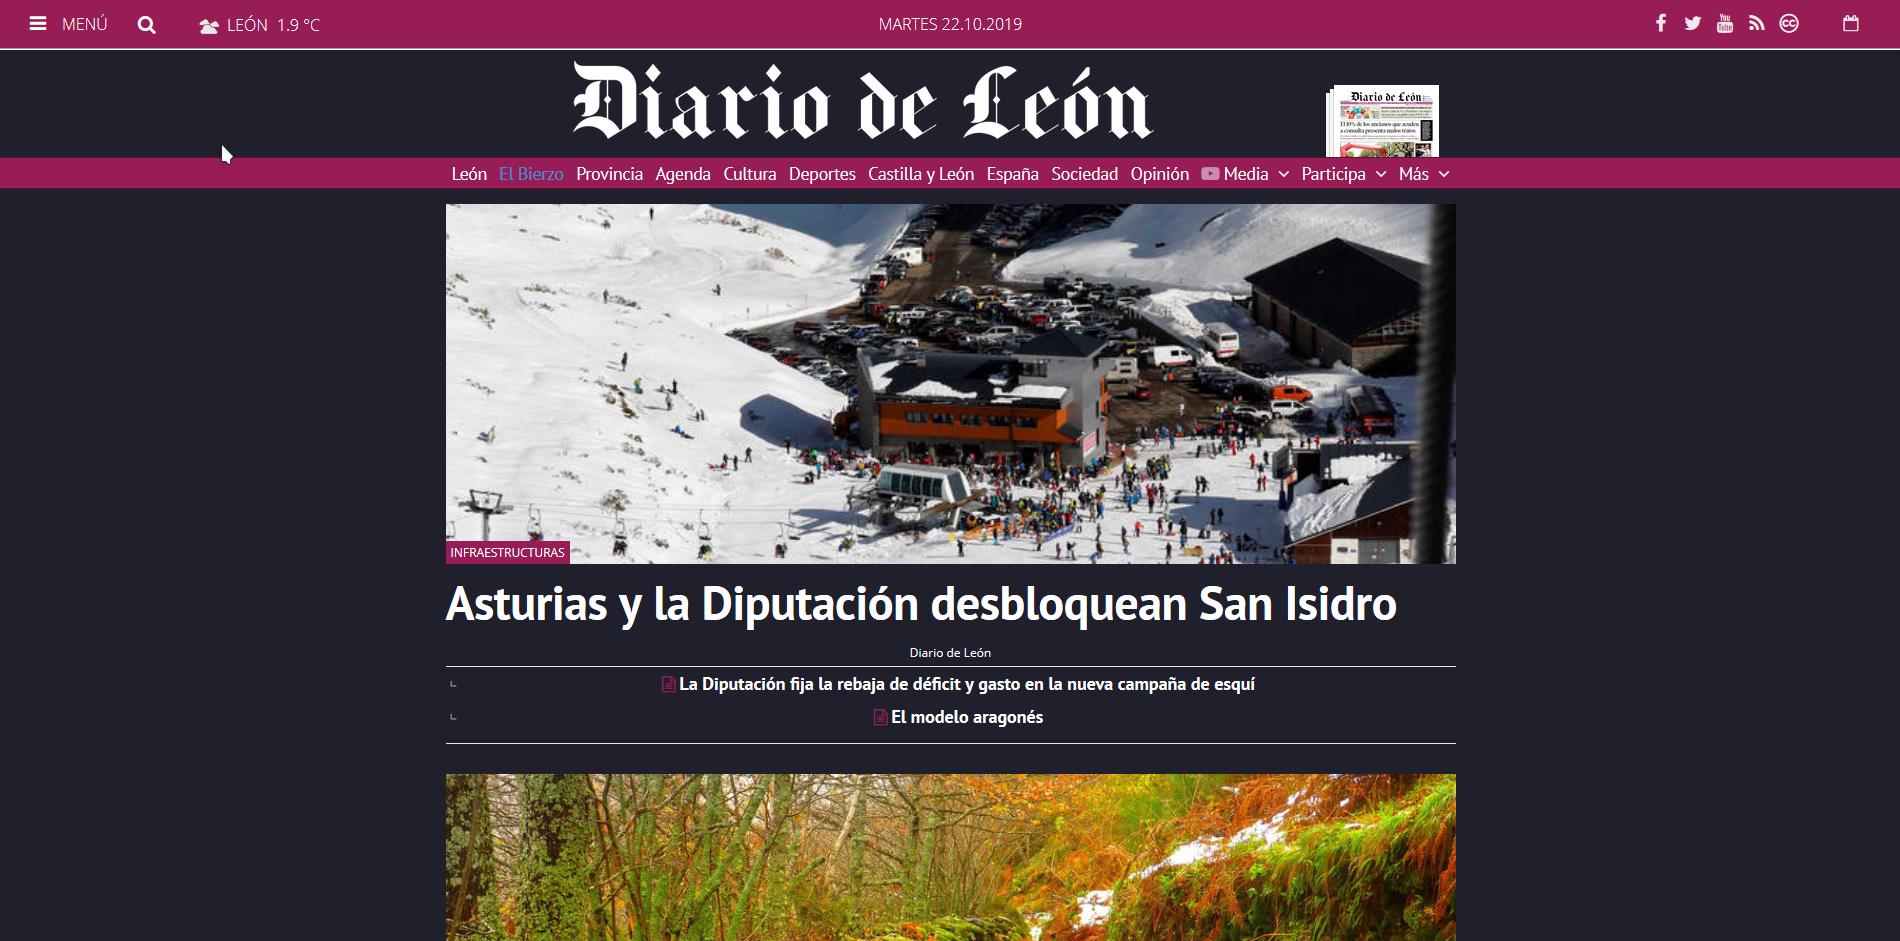 MENÚ LEÓN 1.9 °C MARTES 22.10.2019
Diario de León
Diario de León
El 10% de los ancianos que acuden
a consulta presenta malos tratos
León El Bierzo Provincia Agenda Cultura Deportes Castilla y León España Sociedad Opinión Media Participa Más
INFRAESTRUCTURAS
Asturias y la Diputación desbloquean San Isidro
Diario de León
La Diputación fija la rebaja de déficit y gasto en la nueva campaña de esquí
El modelo aragonés